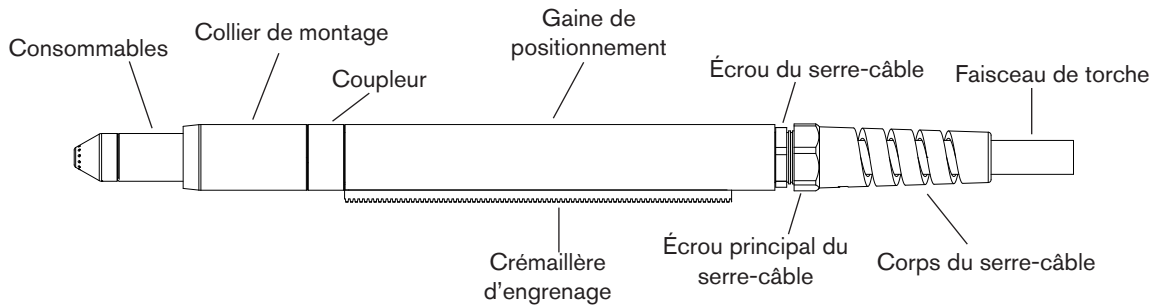 Consommables
Collier de montage
Coupleur
Gaine de
positionnement
Écrou du serre-câble
Faisceau de torche
Crémaillère
d'engrenage
Écrou principal du
serre-câble
Corps du serre-câble